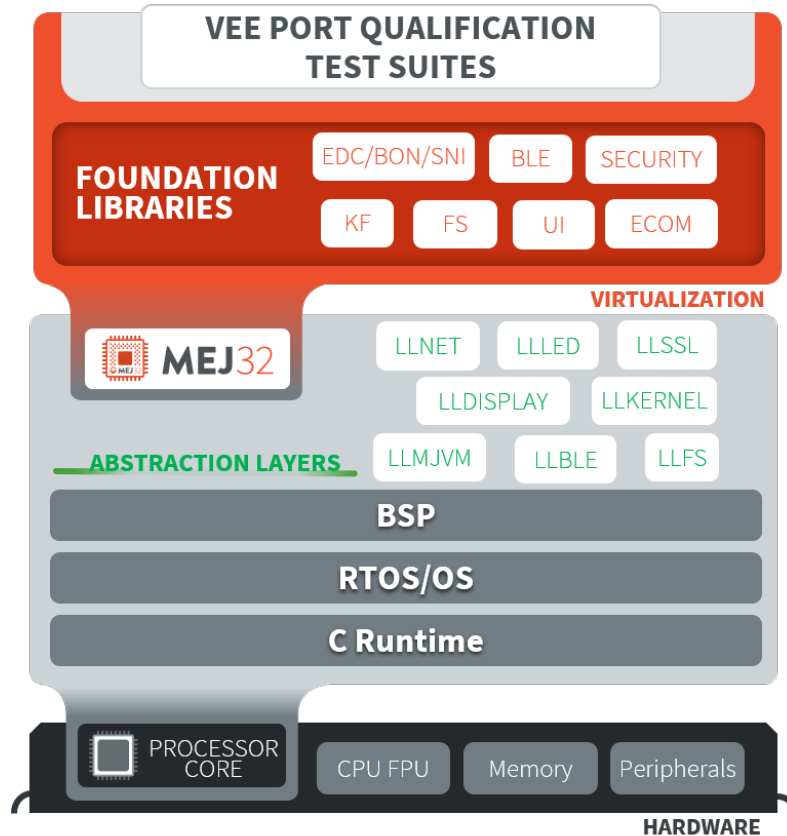 VEE PORT QUALIFICATION
TEST SUITES
FOUNDATION
LIBRARIES
EDC/BON/SNI
BLE
SECURITY
KF
FS
UI
ECOM
VIRTUALIZATION
MEJ32
MEJ32
LLNET
LLLED
LLSSL
LLDISPLAY
LLKERNEL
ABSTRACTION LAYERS
LLMJVM
LLBLE
LLFS
BSP
RTOS/OS
C Runtime
PROCESSOR
CORE
CPU FPU
Memory
Peripherals
HARDWARE